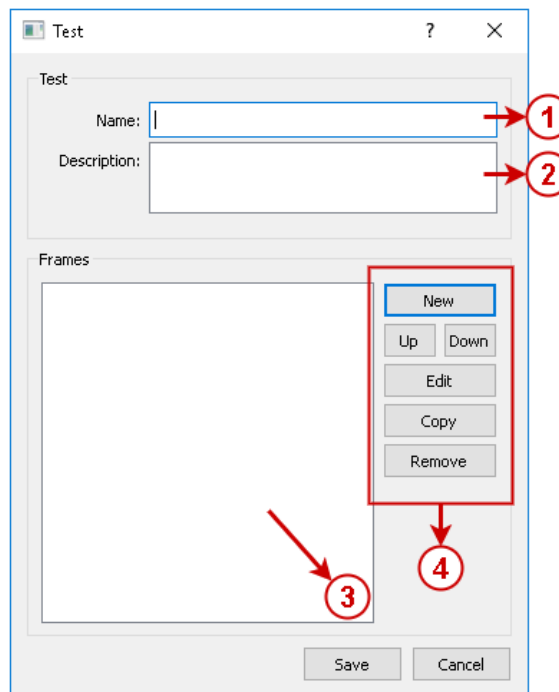 Test ?
Test
Name: 1
Description: 2
Frames
New
Up Down
Edit
Copy
Remove
3
4
Save Cancel